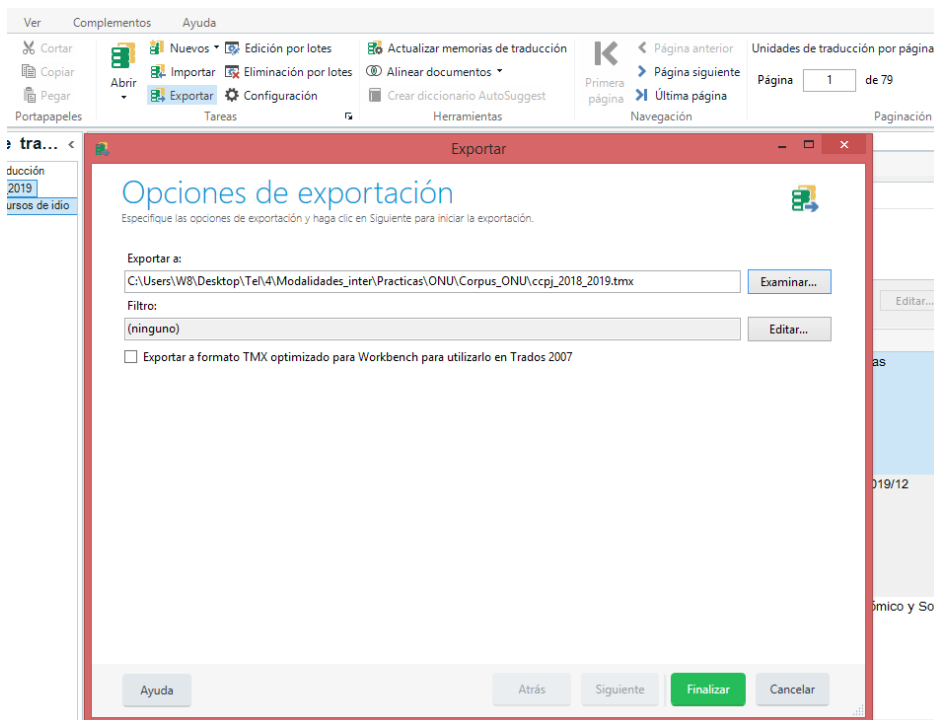 Ver Complementos Ayuda
Cortar
Copiar
Pegar
Portapapeles
Abrir
Nuevos Edición por lotes
Importar Eliminación por lotes
Exportar Configuración
Tareas
Actualizar memorias de traducción
Alinear documentos
Crear diccionario AutoSuggest
Herramientas
Primera página
Página anterior
Página siguiente
Última página
Navegación
Unidades de traducción por página
Página 1 de 79
Paginación
e tra...
ducción
2019
ursos de idio
Exportar
Opciones de exportación
Especifique las opciones de exportación y haga clic en Siguiente para iniciar la exportación.
Exportar a:
C:\Users\W8\Desktop\Tel\4\Modalidades_inter\Practicas\ONU\Corpus_ONU\ccpj_2018_2019.tmx Examinar...
Filtro:
(ninguno) Editar...
Exportar a formato TMX optimizado para Workbench para utilizarlo en Trados 2007
Editar...
as
019/12
ómico y So
Ayuda Atrás Siguiente Finalizar Cancelar